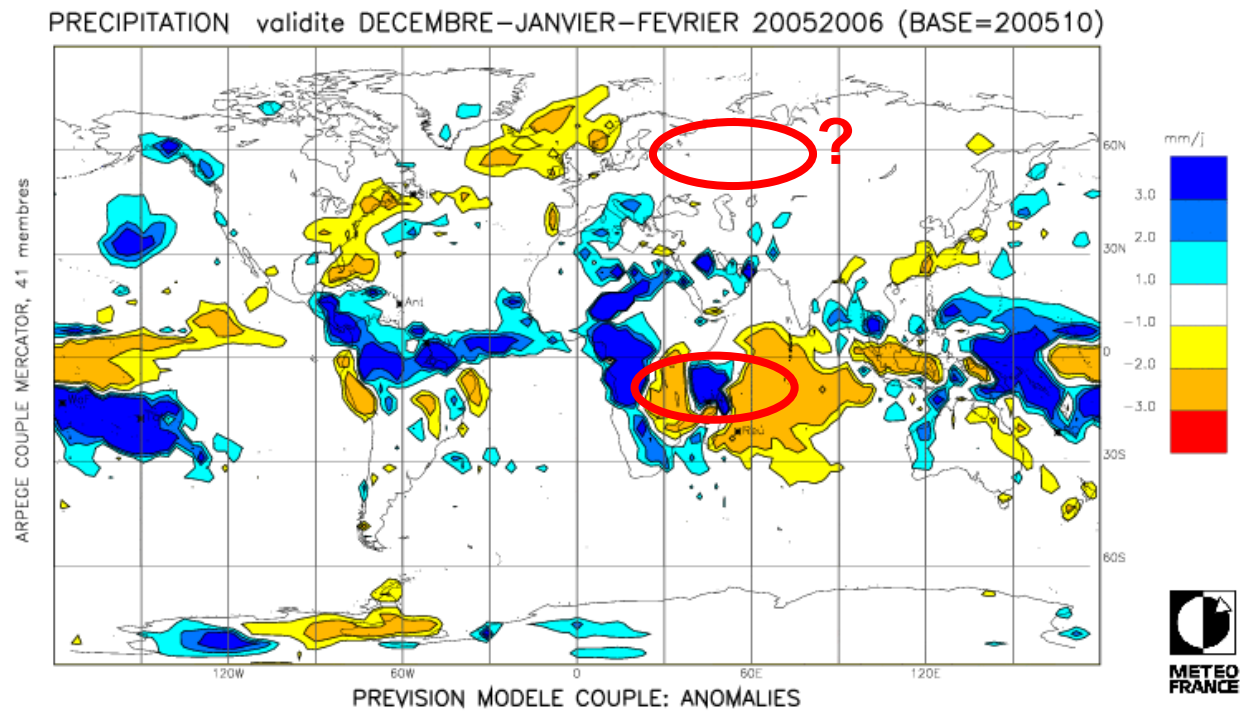 PRECIPITATION validite DECEMBRE-JANVIER-FEVRIER 20052006 (BASE=200510)
ARPEGE COUPLE MERCATOR, 41 membres
?
mm/j
60N
3.0
2.0
30N
1.0
Ant
-1.0
0
-2.0
-3.0
Reu
30S
60S
120W
60W
0
60E
120E
PREVISION MODELE COUPLE: ANOMALIES
METEO
FRANCE